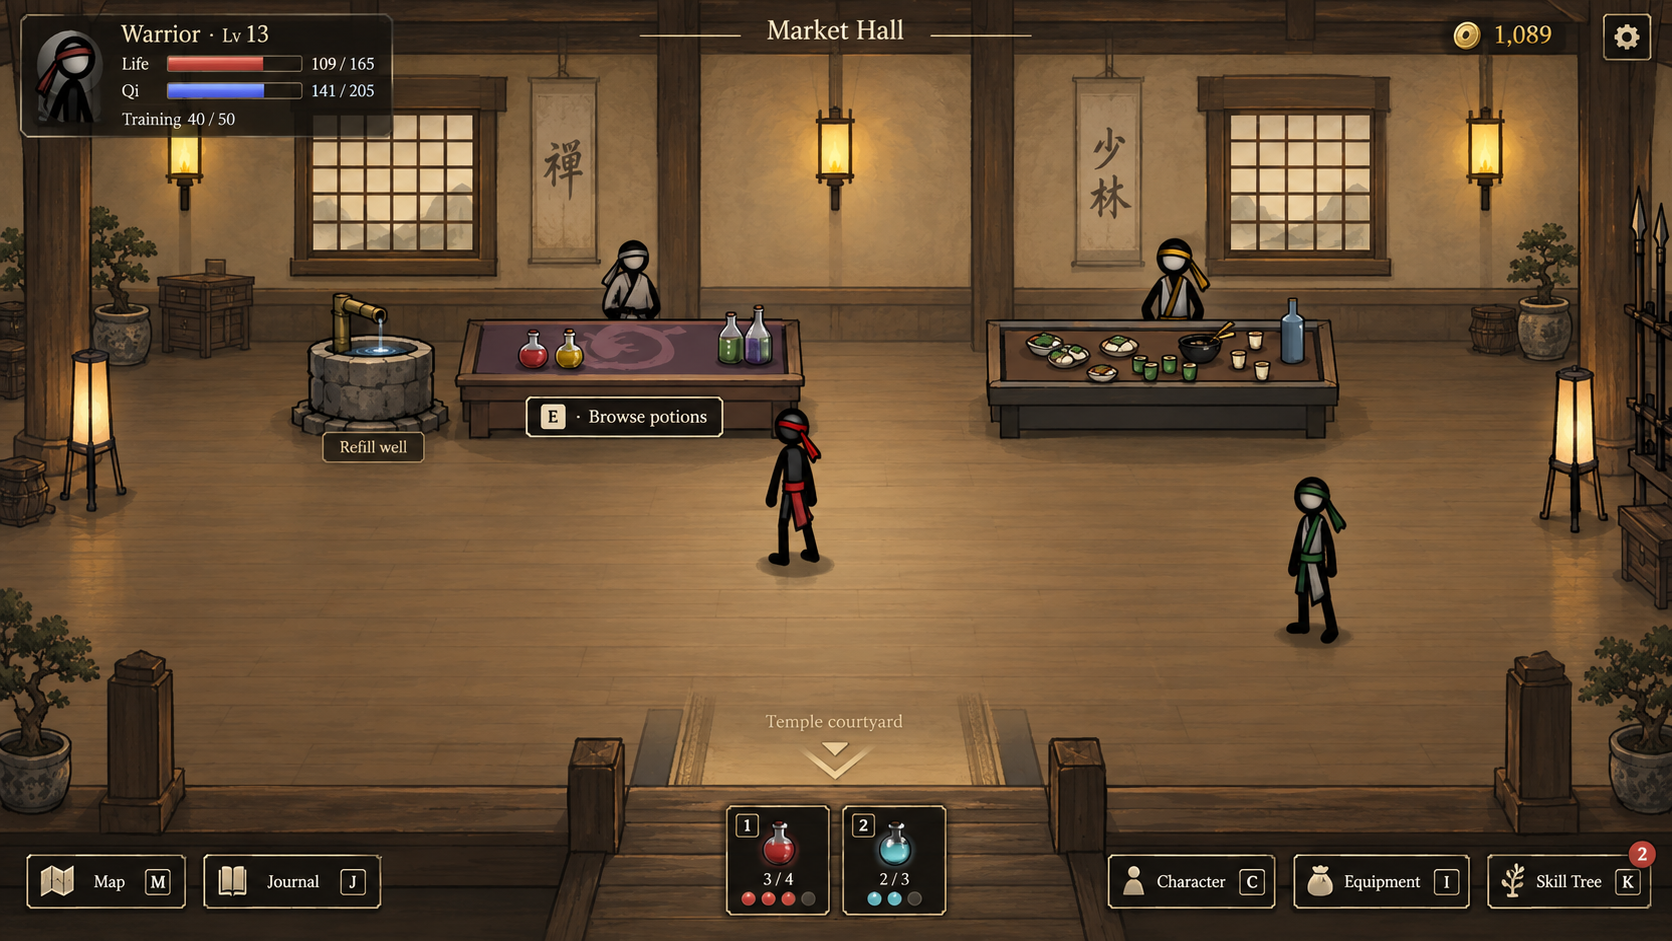 Warrior · Lv 13
Life 109 / 165
Qi 141 / 205
Training 40 / 50
Market Hall
1,089
禅
少
林
E · Browse potions
Refill well
Temple courtyard
1
3 / 4
2
2 / 3
Map M
Journal J
Character C
Equipment I
Skill Tree K
2